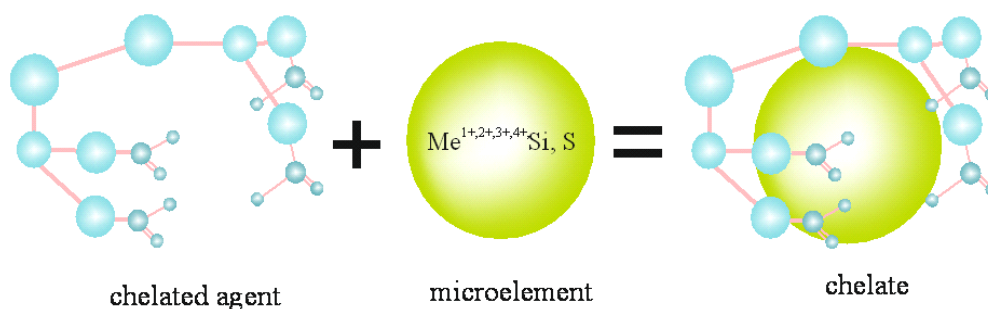 Me1+,2+,3+,4+,Si, S
chelated agent
microelement
chelate